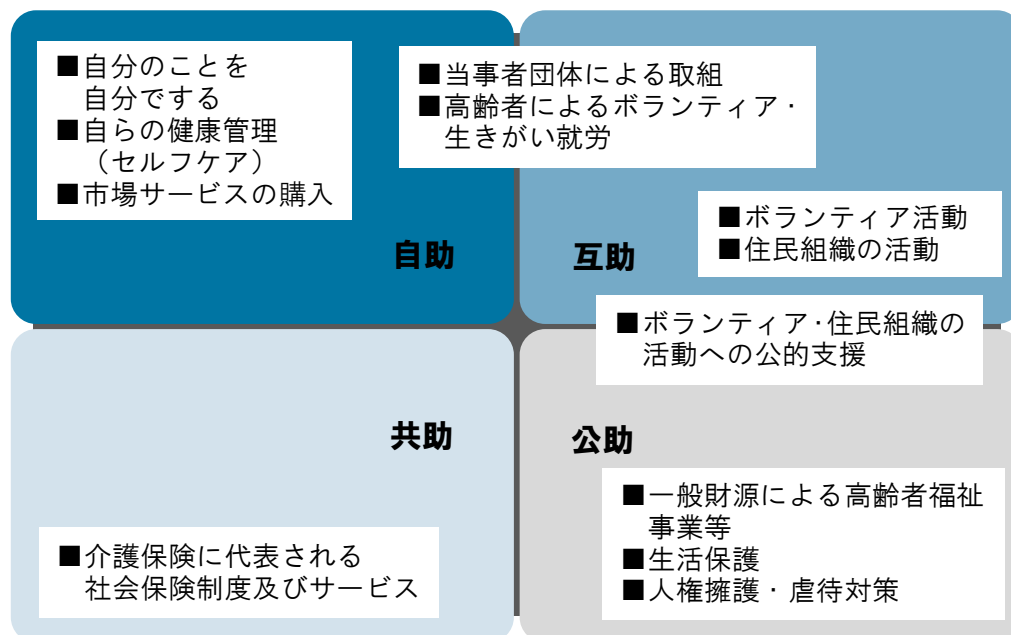 ■自分のことを
自分でする
■自らの健康管理
（セルフケア）
■市場サービスの購入
■当事者団体による取組
■高齢者によるボランティア・
生きがい就労
■ボランティア活動
■住民組織の活動
自助
互助
■ボランティア・住民組織の
活動への公的支援
共助
公助
■介護保険に代表される
社会保険制度及びサービス
■一般財源による高齢者福祉
事業等
■生活保護
■人権擁護・虐待対策